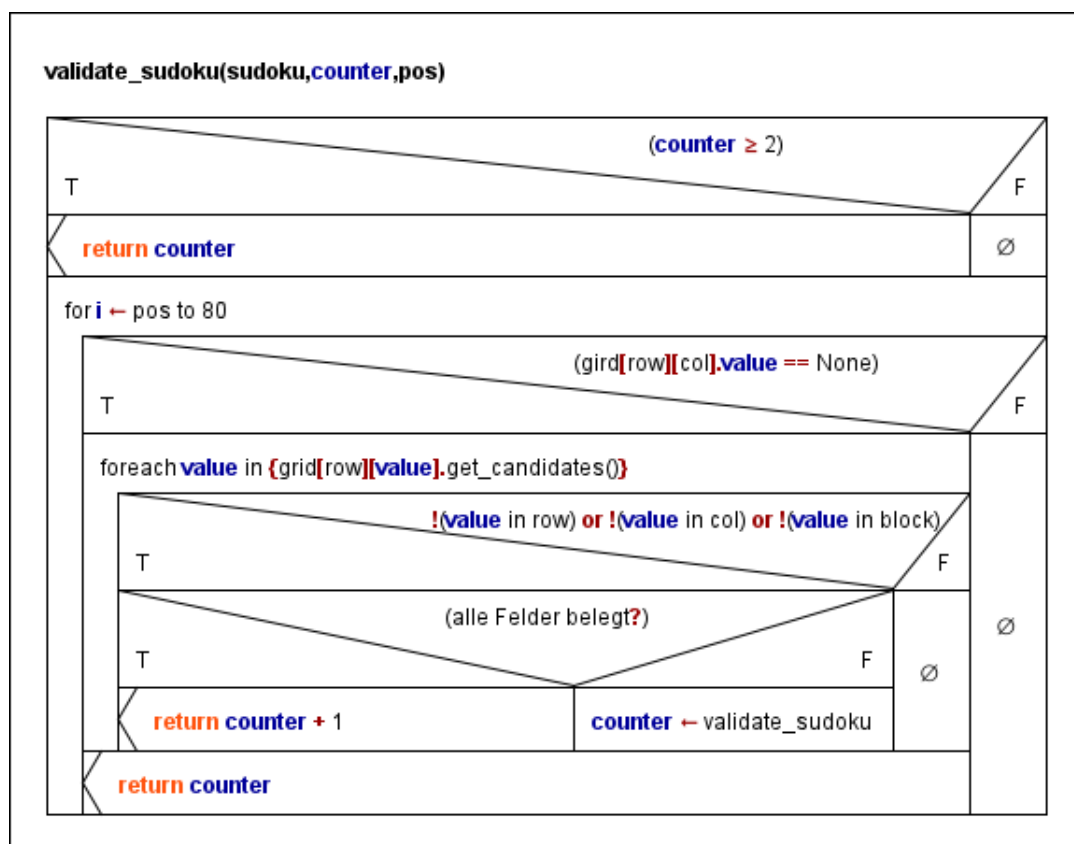 validate_sudoku(sudoku,counter,pos)
(counter ≥ 2)
T
F
return counter
∅
for i ← pos to 80
(gird[row][col].value == None)
T
F
foreach value in {grid[row][value].get_candidates()}
!(value in row) or !(value in col) or !(value in block)
T
F
(alle Felder belegt?)
∅
T
F
∅
return counter + 1
counter ← validate_sudoku
return counter